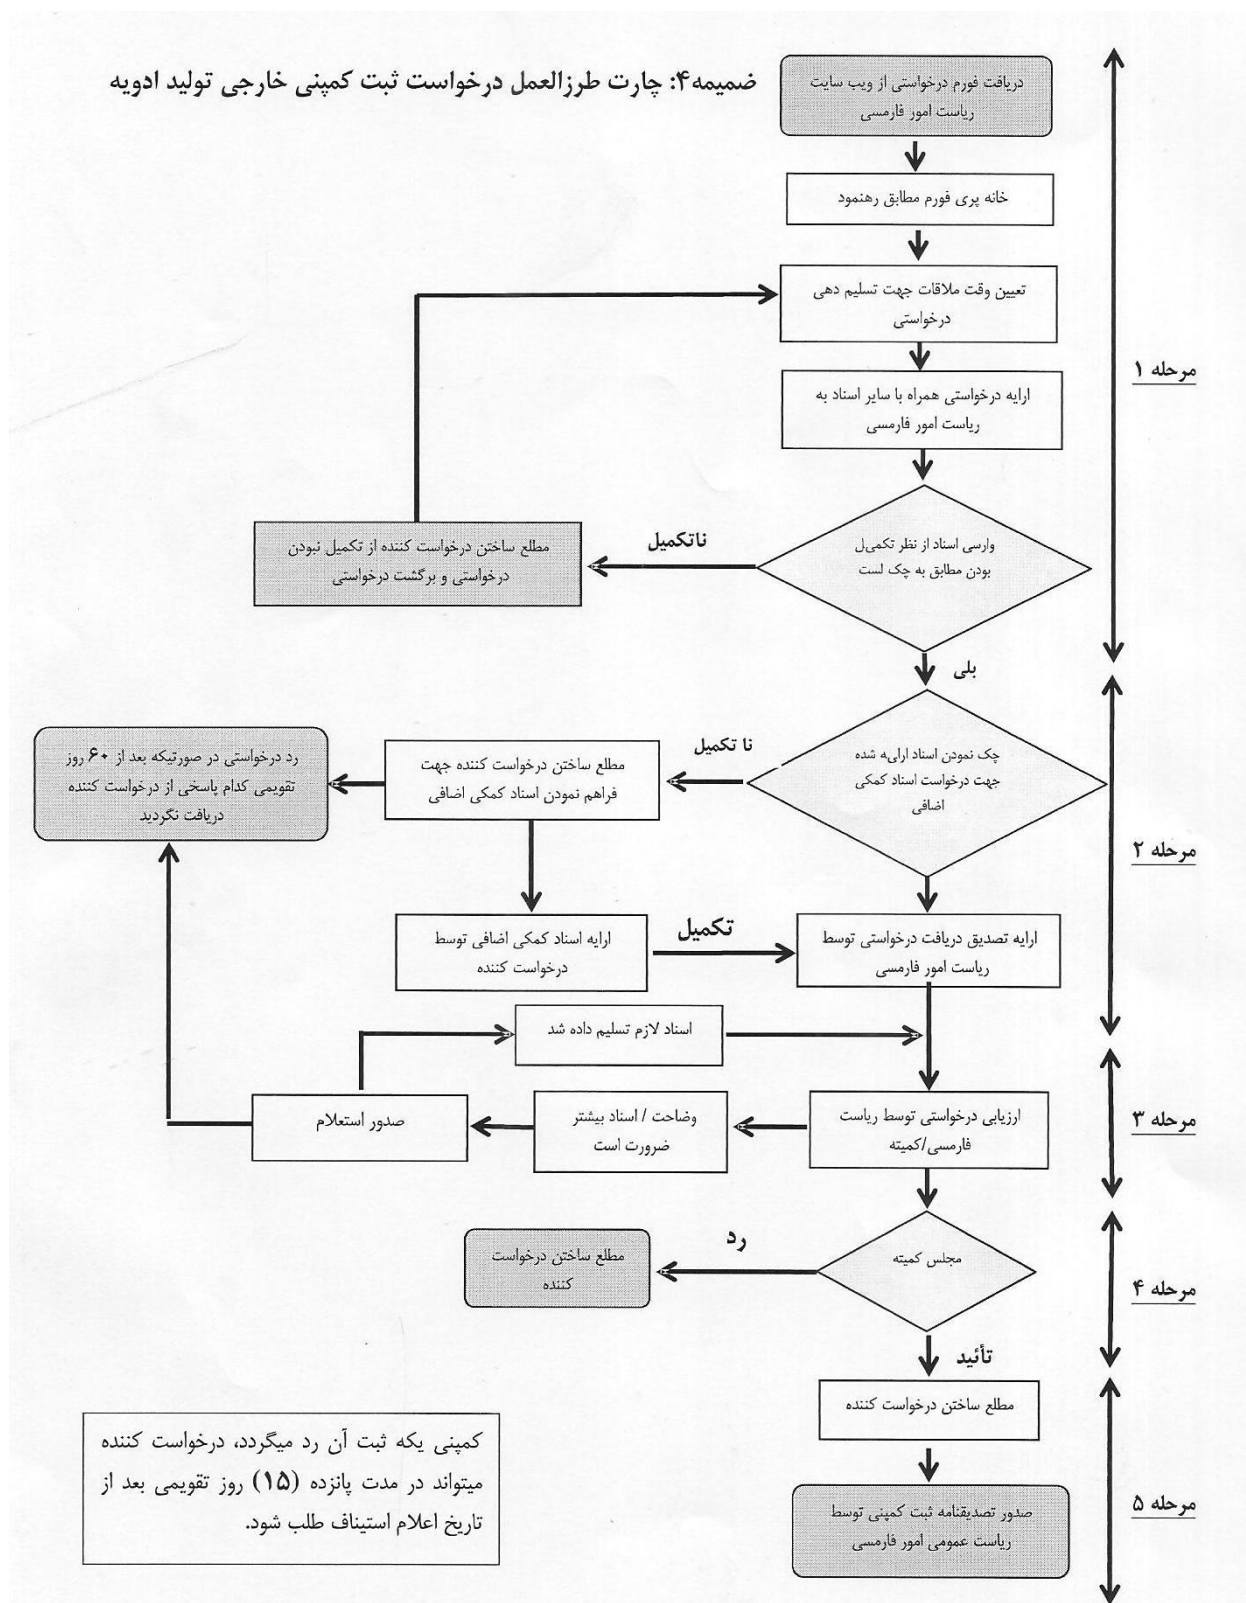 ضمیمه۴: چارت طرزالعمل درخواست ثبت کمپنی خارجی تولید ادویه
دریافت فورم درخواستی از ویب سایت
ریاست امور فارمسی
خانه پری فورم مطابق رهنمود
تعیین وقت ملاقات جهت تسلیم دهی
درخواستی
مرحله ۱
ارایه درخواستی همراه با سایر اسناد به
ریاست امور فارمسی
وارسی اسناد از نظر تکمیل
بودن مطابق به چک لست
ناتکمیل
مطلع ساختن درخواست کننده از تکمیل نبودن
درخواستی و برگشت درخواستی
بلی
چک نمودن اسناد ارایه شده
جهت درخواست اسناد کمکی
اضافی
نا تکمیل
مطلع ساختن درخواست کننده جهت
فراهم نمودن اسناد کمکی اضافی
رد درخواستی در صورتیکه بعد از ۶۰ روز
تقویمی کدام پاسخی از درخواست کننده
دریافت نگردید
مرحله ۲
ارایه تصدیق دریافت درخواستی توسط
ریاست امور فارمسی
تکمیل
ارایه اسناد کمکی اضافی توسط
درخواست کننده
اسناد لازم تسلیم داده شد
مرحله ۳
ارزیابی درخواستی توسط ریاست
فارمسی/کمیته
وضاحت / اسناد بیشتر
ضرورت است
صدور استعلام
مجلس کمیته
رد
مطلع ساختن درخواست
کننده
مرحله ۴
تأئید
مطلع ساختن درخواست کننده
مرحله ۵
صدور تصدیقنامه ثبت کمپنی توسط
ریاست عمومی امور فارمسی
کمپنی یکه ثبت آن رد میگردد، درخواست کننده
میتواند در مدت پانزده (۱۵) روز تقویمی بعد از
تاریخ اعلام استیناف طلب شود.